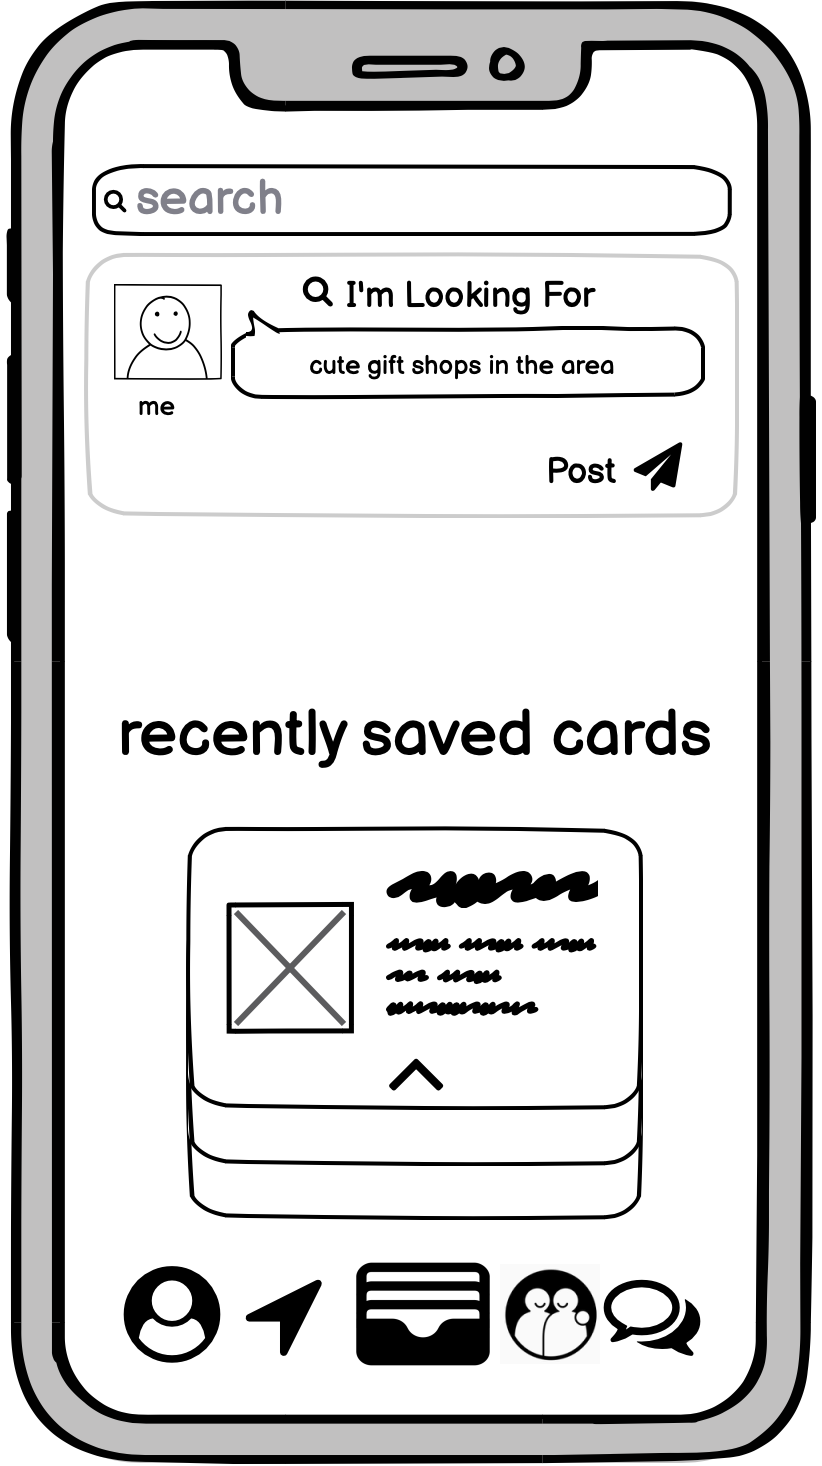 search
I'm Looking For
cute gift shops in the area
me
Post
recently saved cards